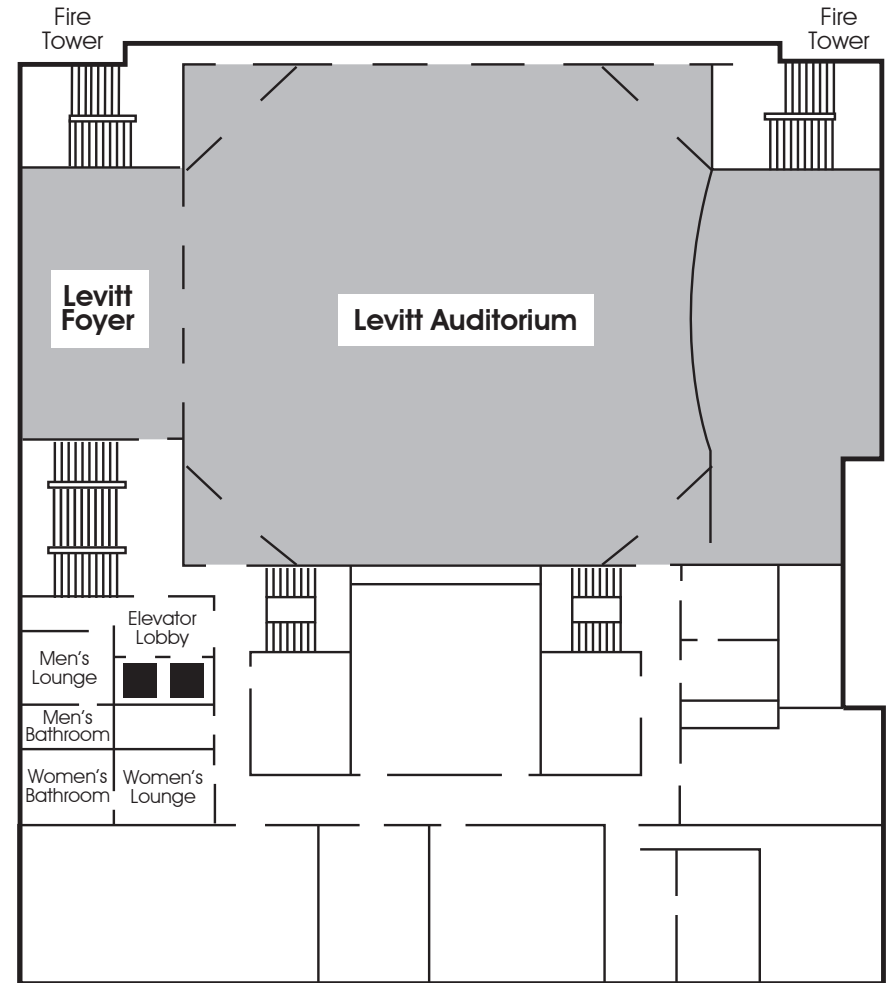 Fire
Tower
Fire
Tower
Levitt
Foyer
Levitt Auditorium
Elevator
Lobby
Men's
Lounge
Men's
Bathroom
Women's
Bathroom
Women's
Lounge